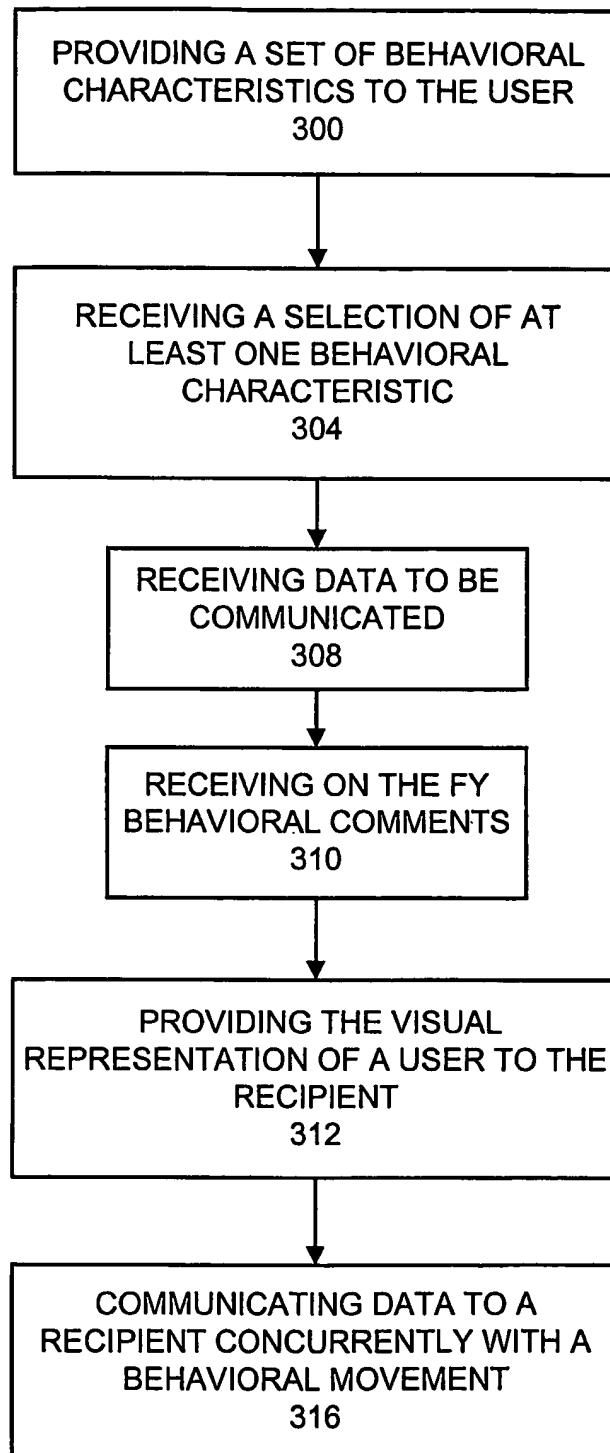 PROVIDING A SET OF BEHAVIORAL
CHARACTERISTICS TO THE USER
300
RECEIVING A SELECTION OF AT
LEAST ONE BEHAVIORAL
CHARACTERISTIC
304
RECEIVING DATA TO BE
COMMUNICATED
308
RECEIVING ON THE FY
BEHAVIORAL COMMENTS
310
PROVIDING THE VISUAL
REPRESENTATION OF A USER TO THE
RECIPIENT
312
COMMUNICATING DATA TO A
RECIPIENT CONCURRENTLY WITH A
BEHAVIORAL MOVEMENT
316